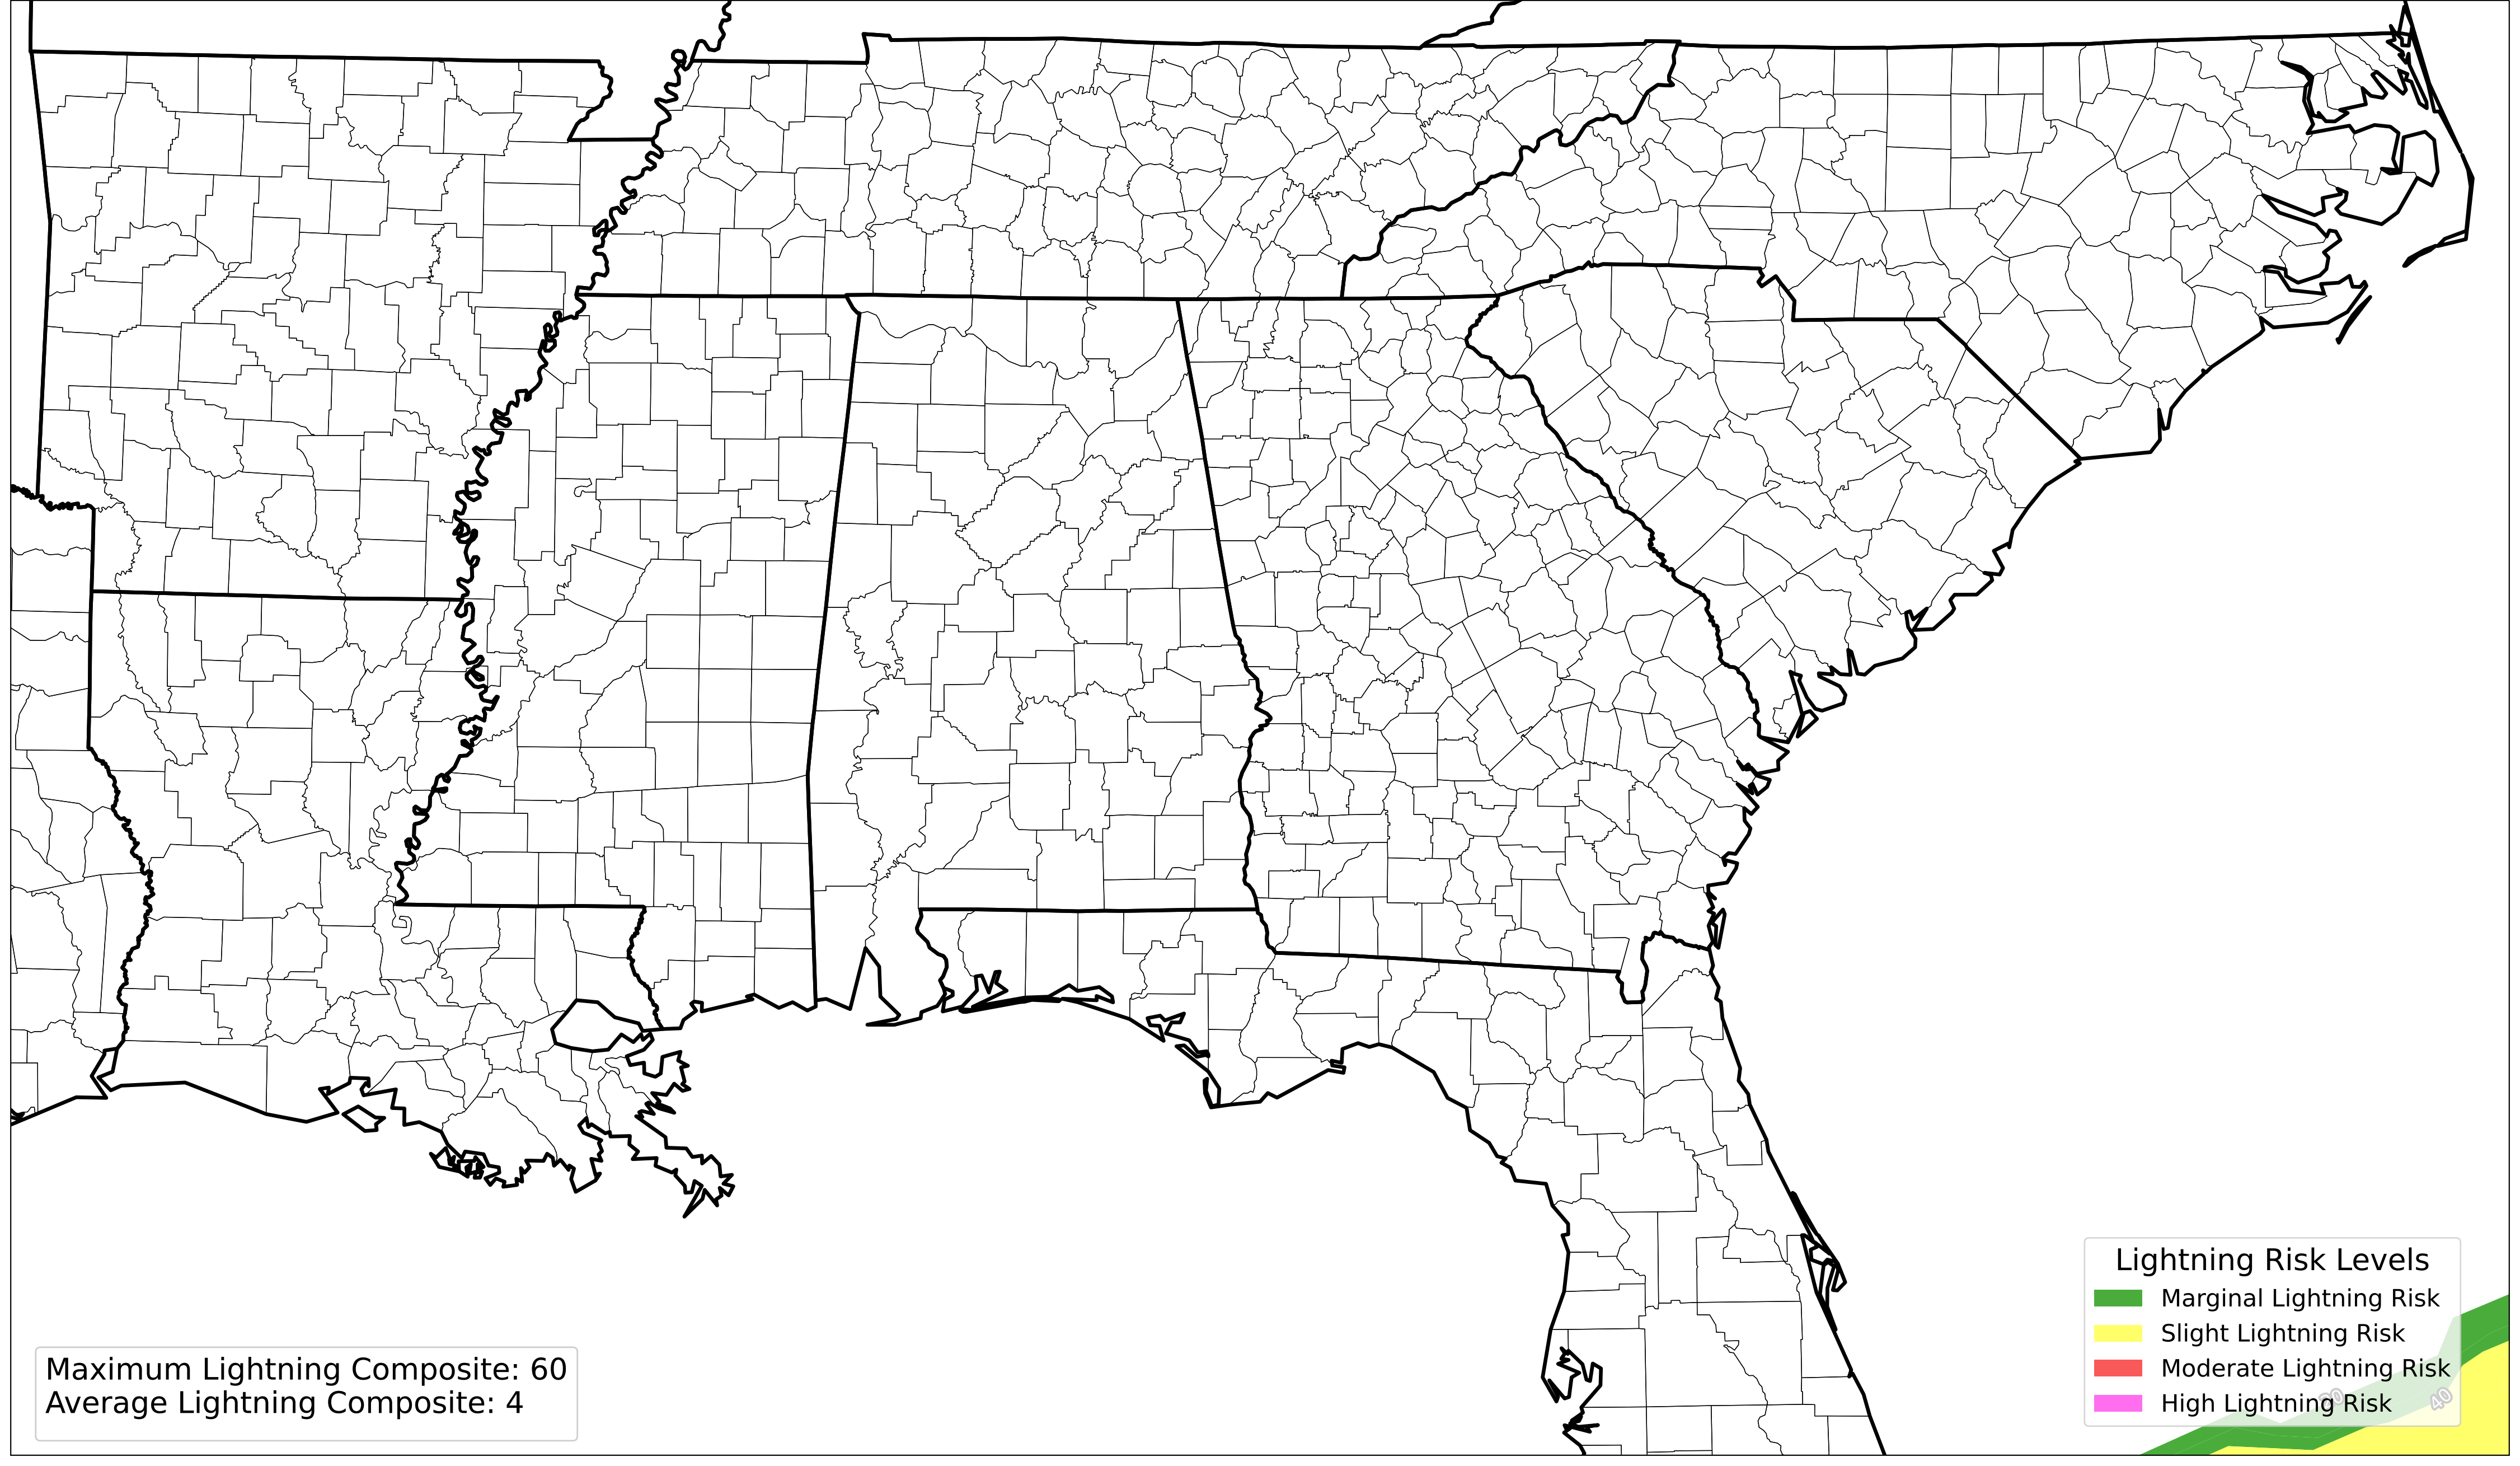 Lightning Risk Levels
Marginal Lightning Risk
Slight Lightning Risk
Moderate Lightning Risk
High Lightning Risk
40
Maximum Lightning Composite: 60
Average Lightning Composite: 4